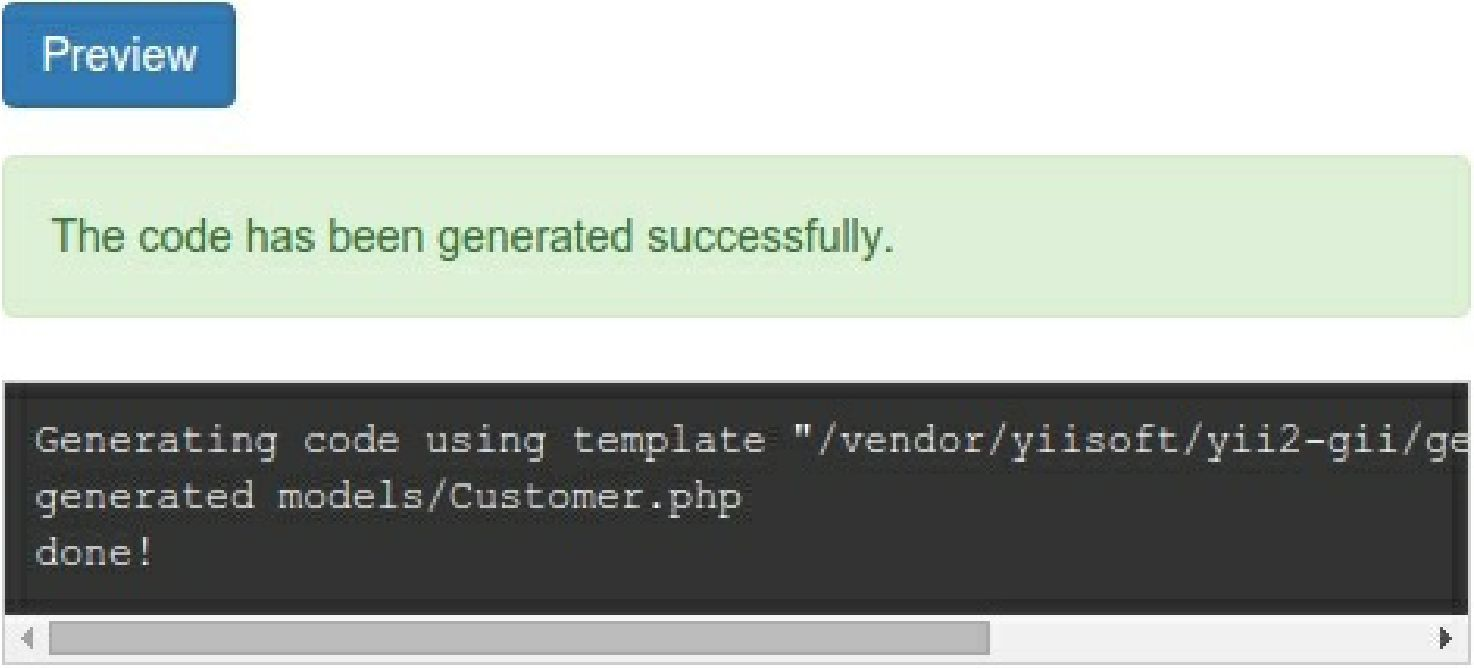 Preview
The code has been generated successfully.
Generating code using template "/vendor/yiisoft/yii2-gii/ge
generated models/Customer.php
done!